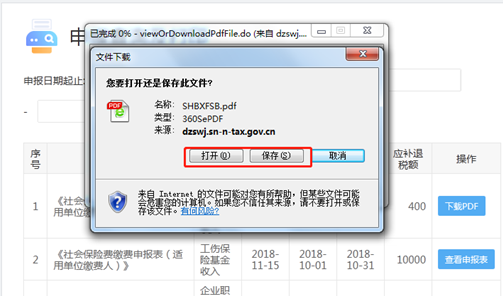 申
已完成 0% - viewOrDownloadPdfFile.do (来自 dzswj....
文件下载
您要打开还是保存此文件?
PDF
名称: SHBXFSB.pdf
类型: 360SePDF
来源: dzswj.sn-n-tax.gov.cn
打开(O) 保存(S) 取消
来自 Internet 的文件可能对您有所帮助，但某些文件可能
会危害您的计算机。如果您不信任其来源，请不要打开或保
存该文件。有何风险?
申报日期起止:
-
序号 应补退税额 操作
1 《社会 用单位缴 400 下载PDF
2 《社会保险费缴费申报表（适用单位缴费人）》 工伤保险基金收入 2018-11-15 2018-10-01 2018-10-31 10000 查看申报表
企业职